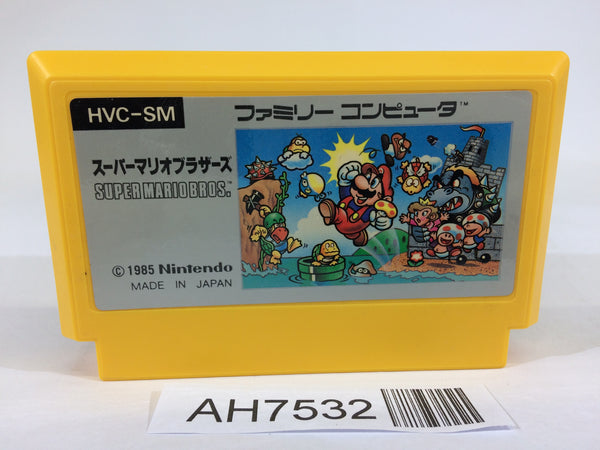 HVC-SM
ファミリー コンピュータ™
スーパーマリオブラザーズ
SUPER MARIO BROS.™
© 1985 Nintendo
MADE IN JAPAN
AH7532